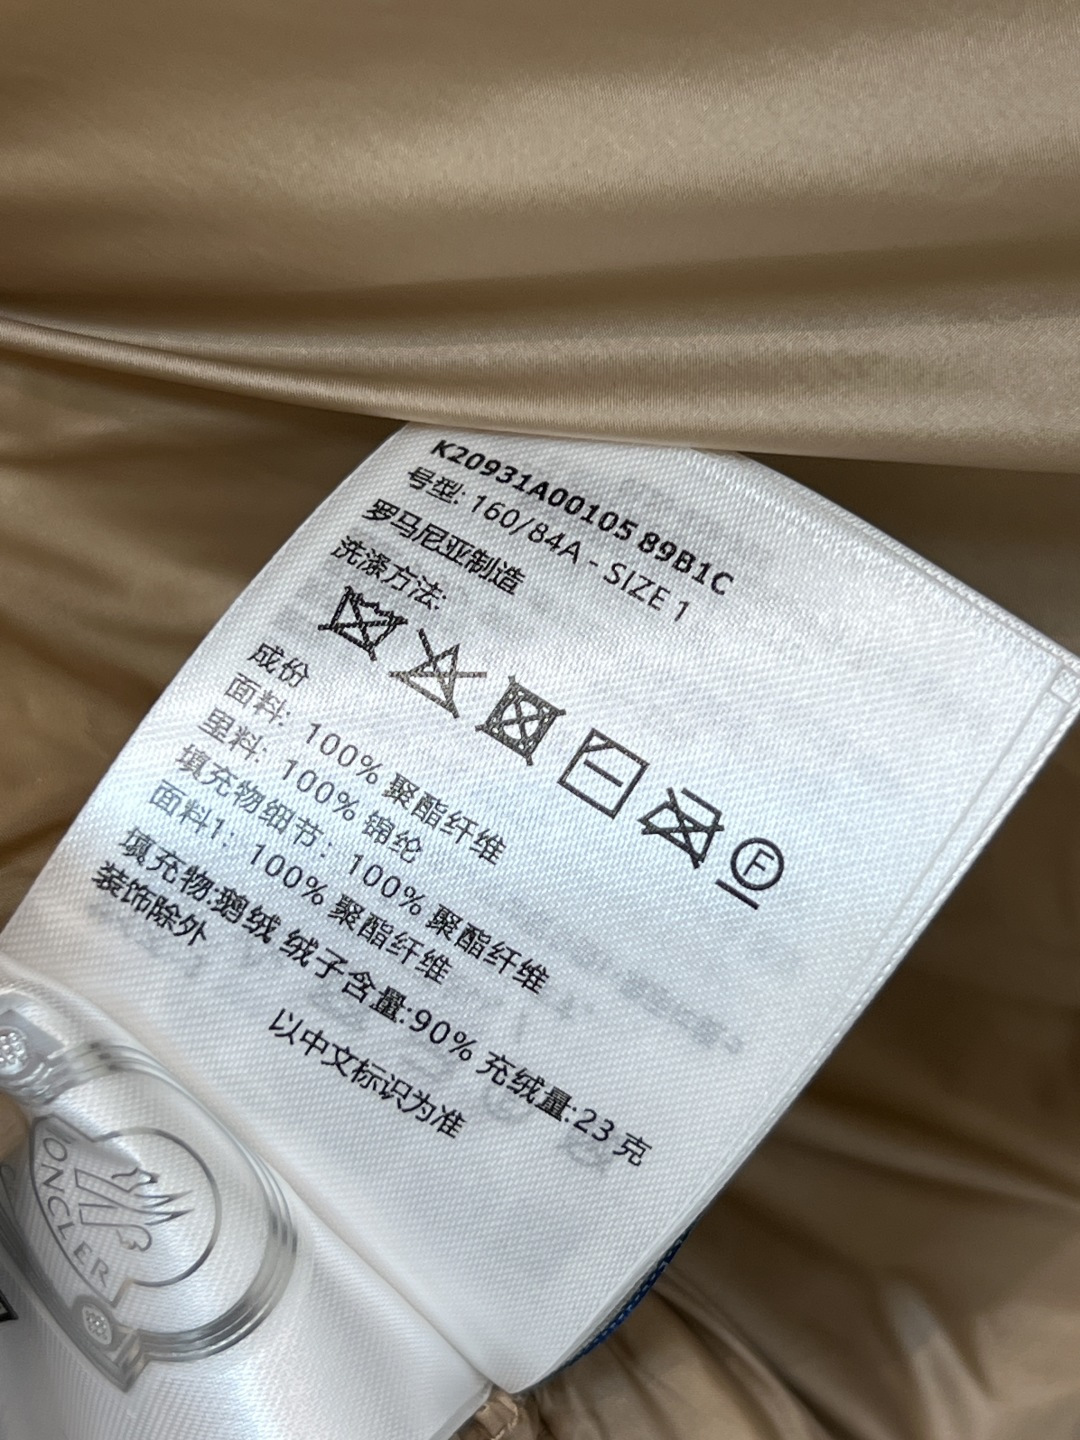 K20931A00105 89B1C
号型: 160/84A - SIZE 1
罗马尼亚制造
洗涤方法:
F
成份
面料: 100% 聚酯纤维
里料: 100% 锦纶
填充物细节: 100% 聚酯纤维
面料1: 100% 聚酯纤维
填充物:鹅绒 绒子含量:90% 充绒量:23 克
装饰除外
以中文标识为准
ONCLER